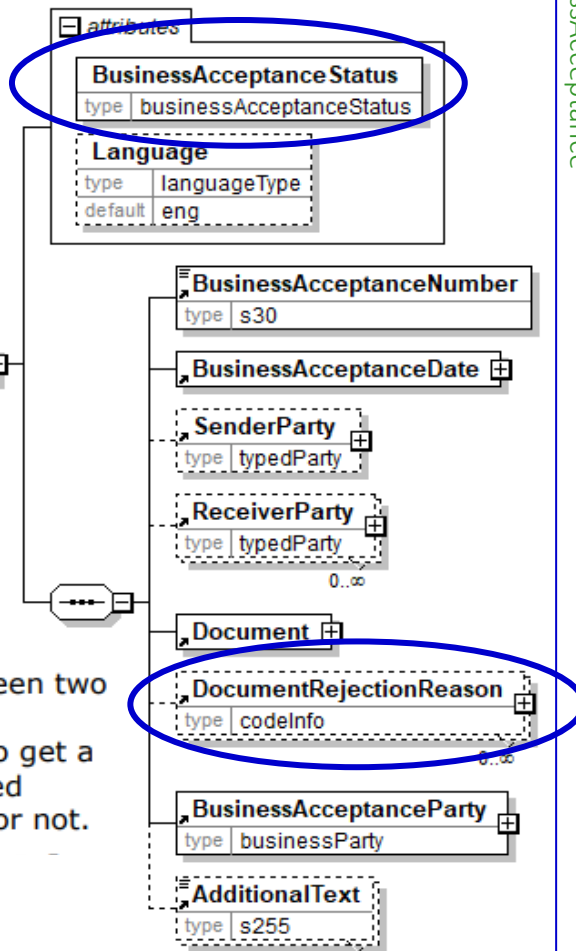 attributes
BusinessAcceptanceStatus
type businessAcceptanceStatus
Language
type languageType
default eng
BusinessAcceptanceNumber
type s30
BusinessAcceptanceDate
SenderParty
type typedParty
ReceiverParty
type typedParty
0..∞
Document
DocumentRejectionReason
type codeInfo
0..∞
BusinessAcceptanceParty
type businessParty
AdditionalText
type s255
een two
o get a
ed
or not.
ssAcceptance